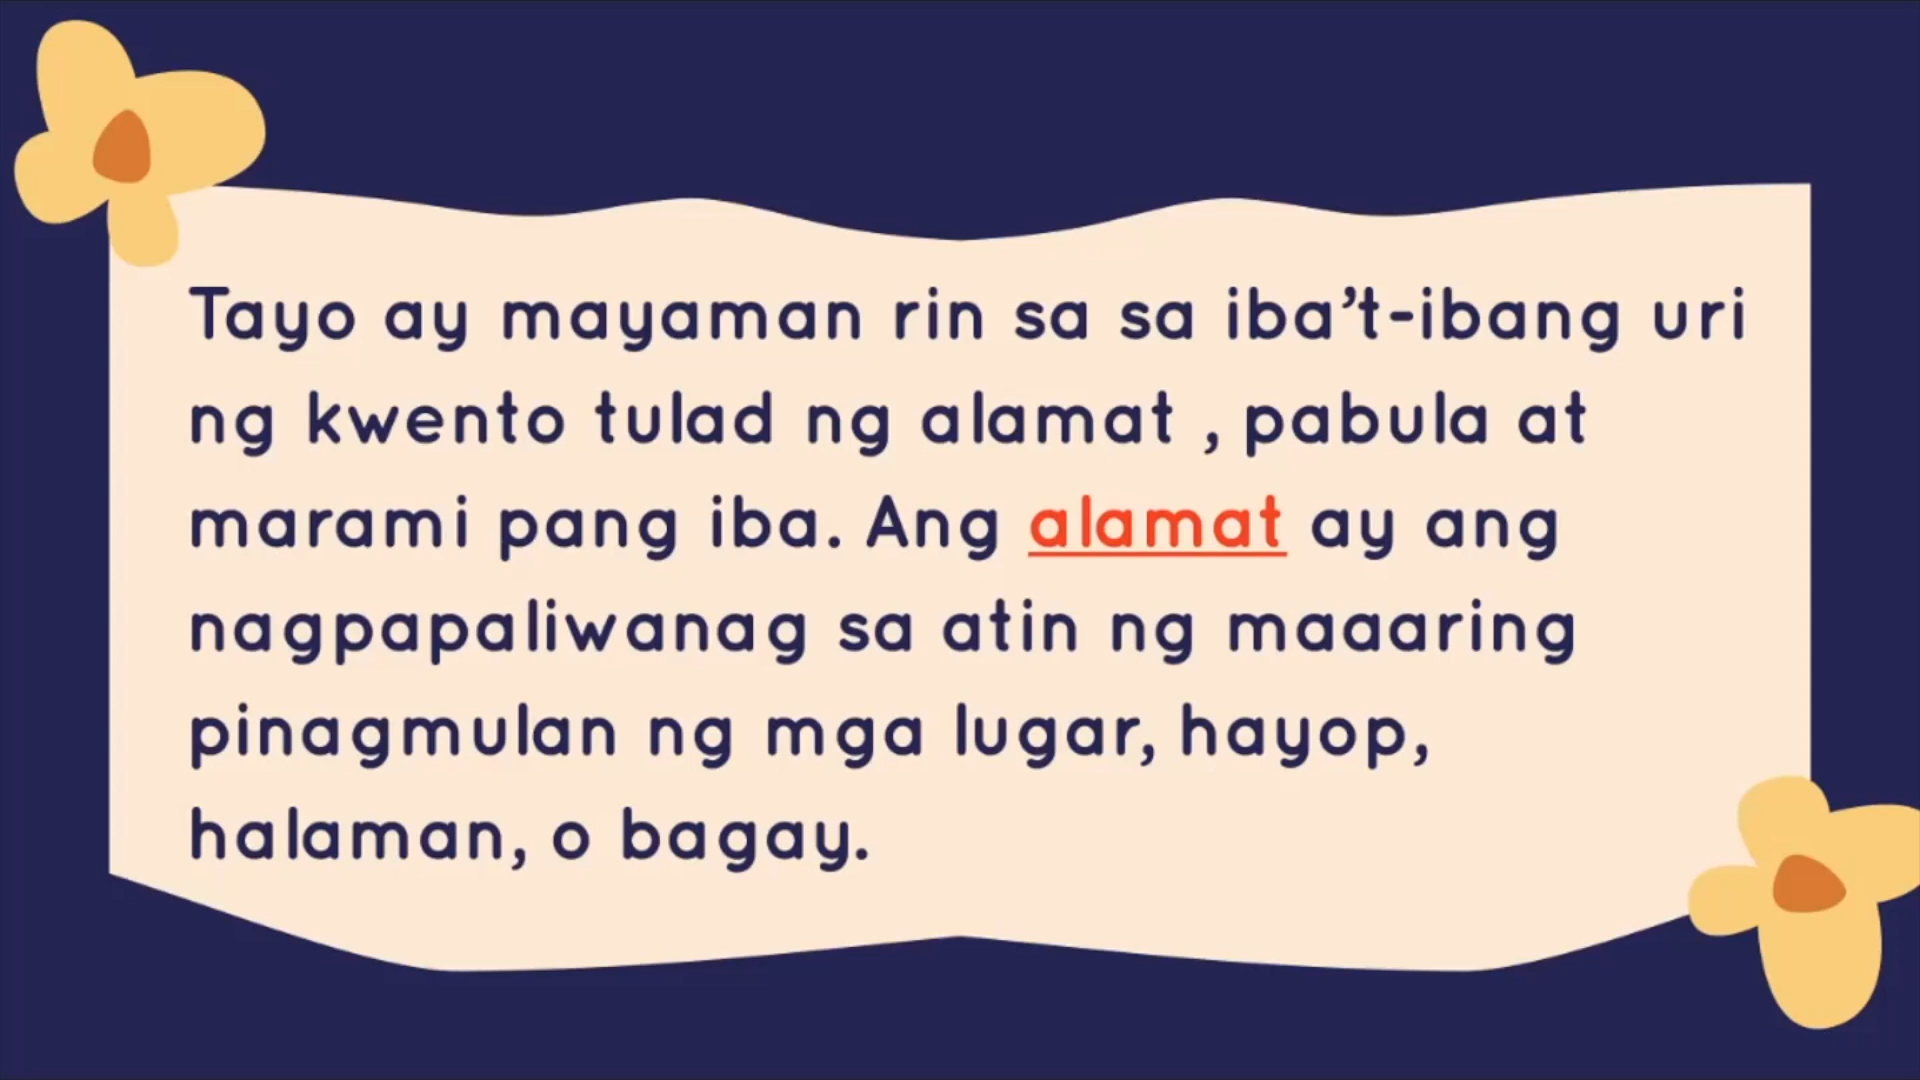 Tayo ay mayaman rin sa sa iba’t-ibang uri
ng kwento tulad ng alamat , pabula at
marami pang iba. Ang alamat ay ang
nagpapaliwanag sa atin ng maaaring
pinagmulan ng mga lugar, hayop,
halaman, o bagay.